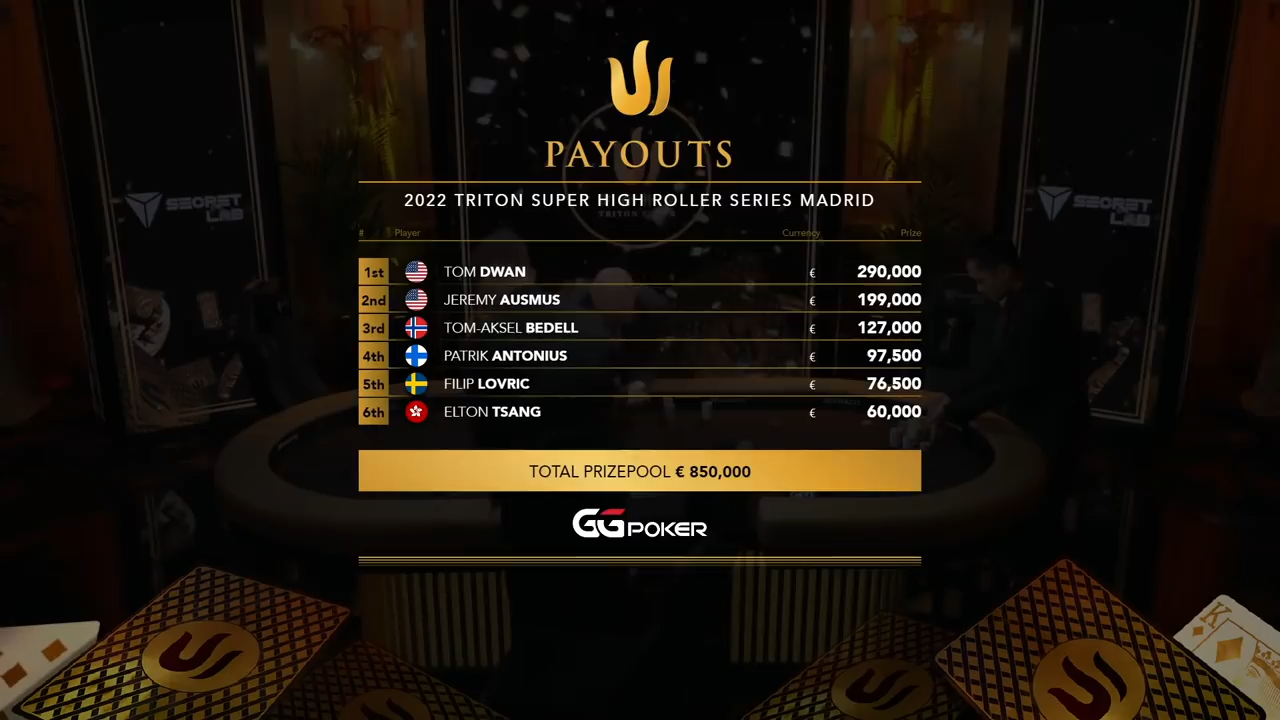 PAYOUTS
2022 TRITON SUPER HIGH ROLLER SERIES MADRID
# Player Currency Prize
1st TOM DWAN € 290,000
2nd JEREMY AUSMUS € 199,000
3rd TOM-AKSEL BEDELL € 127,000
4th PATRIK ANTONIUS € 97,500
5th FILIP LOVRIC € 76,500
6th ELTON TSANG € 60,000
TOTAL PRIZEPOOL € 850,000
GGPOKER
SECRET
LAB
SECRET
LAB
K